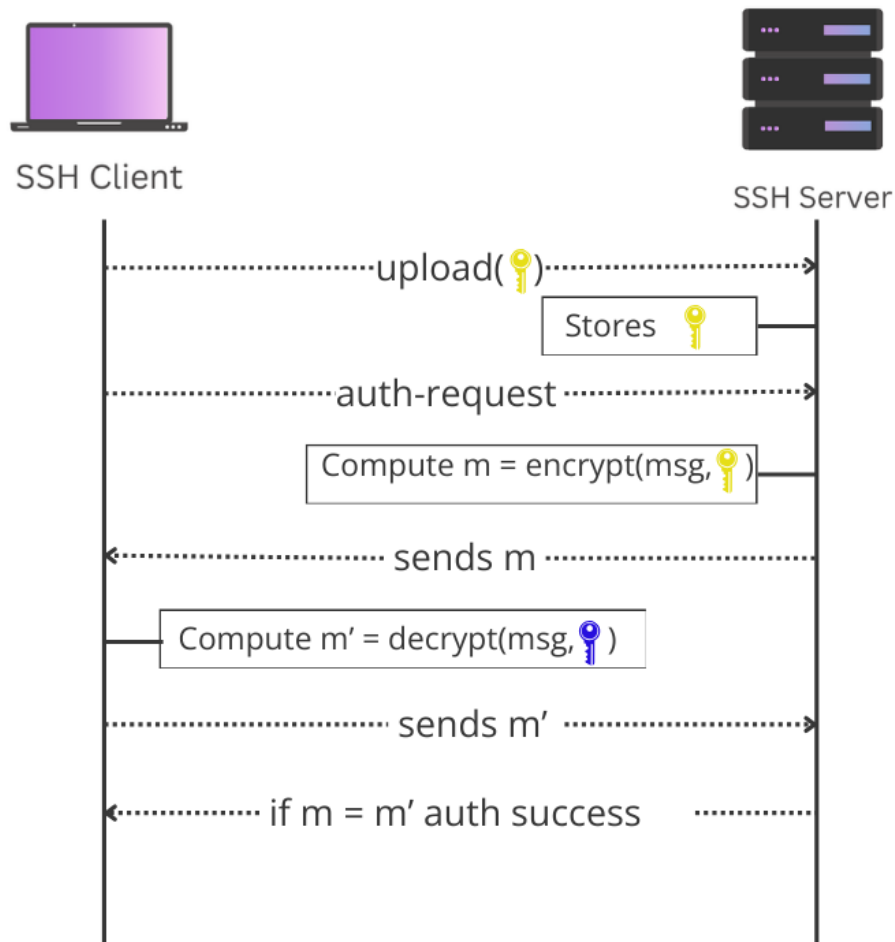 SSH Client
SSH Server
upload( )
Stores
auth-request
Compute m = encrypt(msg, )
sends m
Compute m’ = decrypt(msg, )
sends m’
if m = m’ auth success